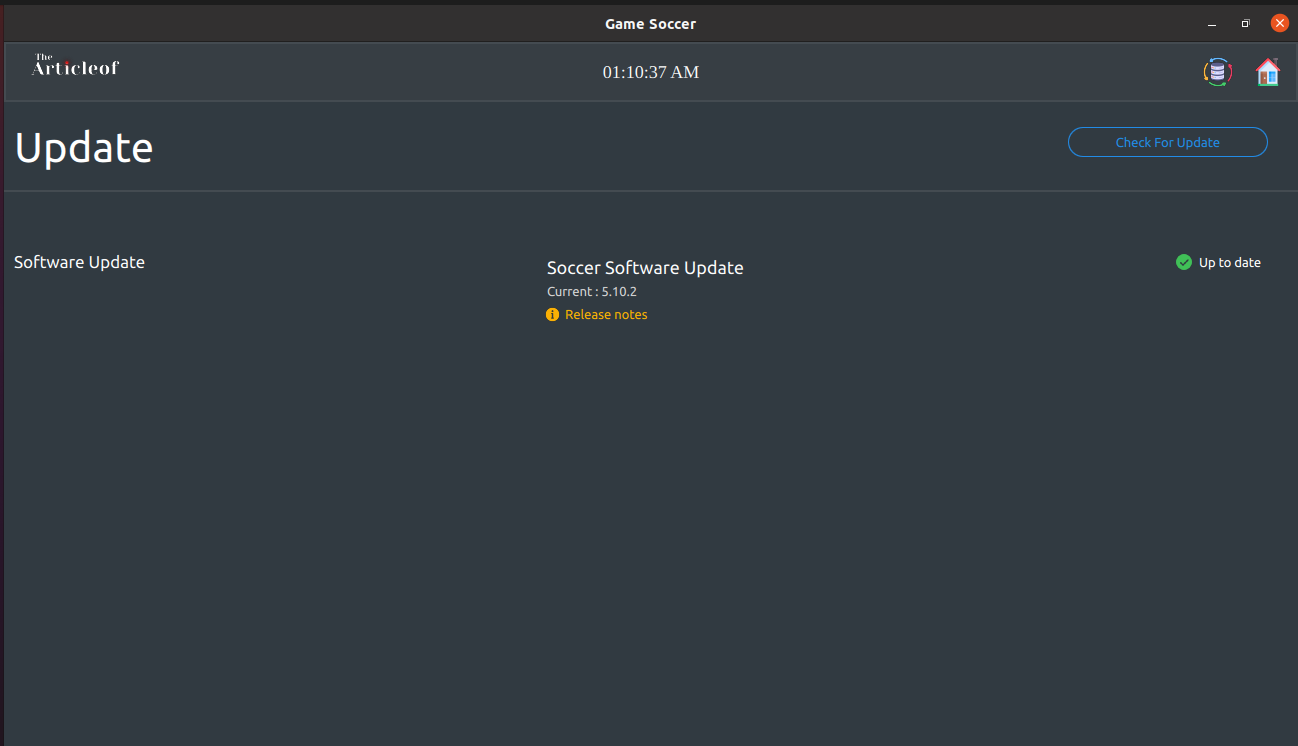 Game Soccer
The
Articleof
01:10:37 AM
Update
Check For Update
Software Update
Soccer Software Update
Current : 5.10.2
Release notes
Up to date